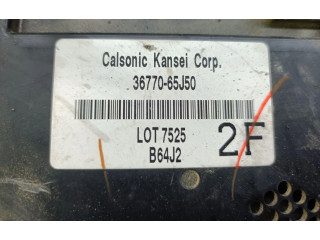 Calsonic Kansei Corp.
36770-65J50
LOT 7525
B64J2
2F